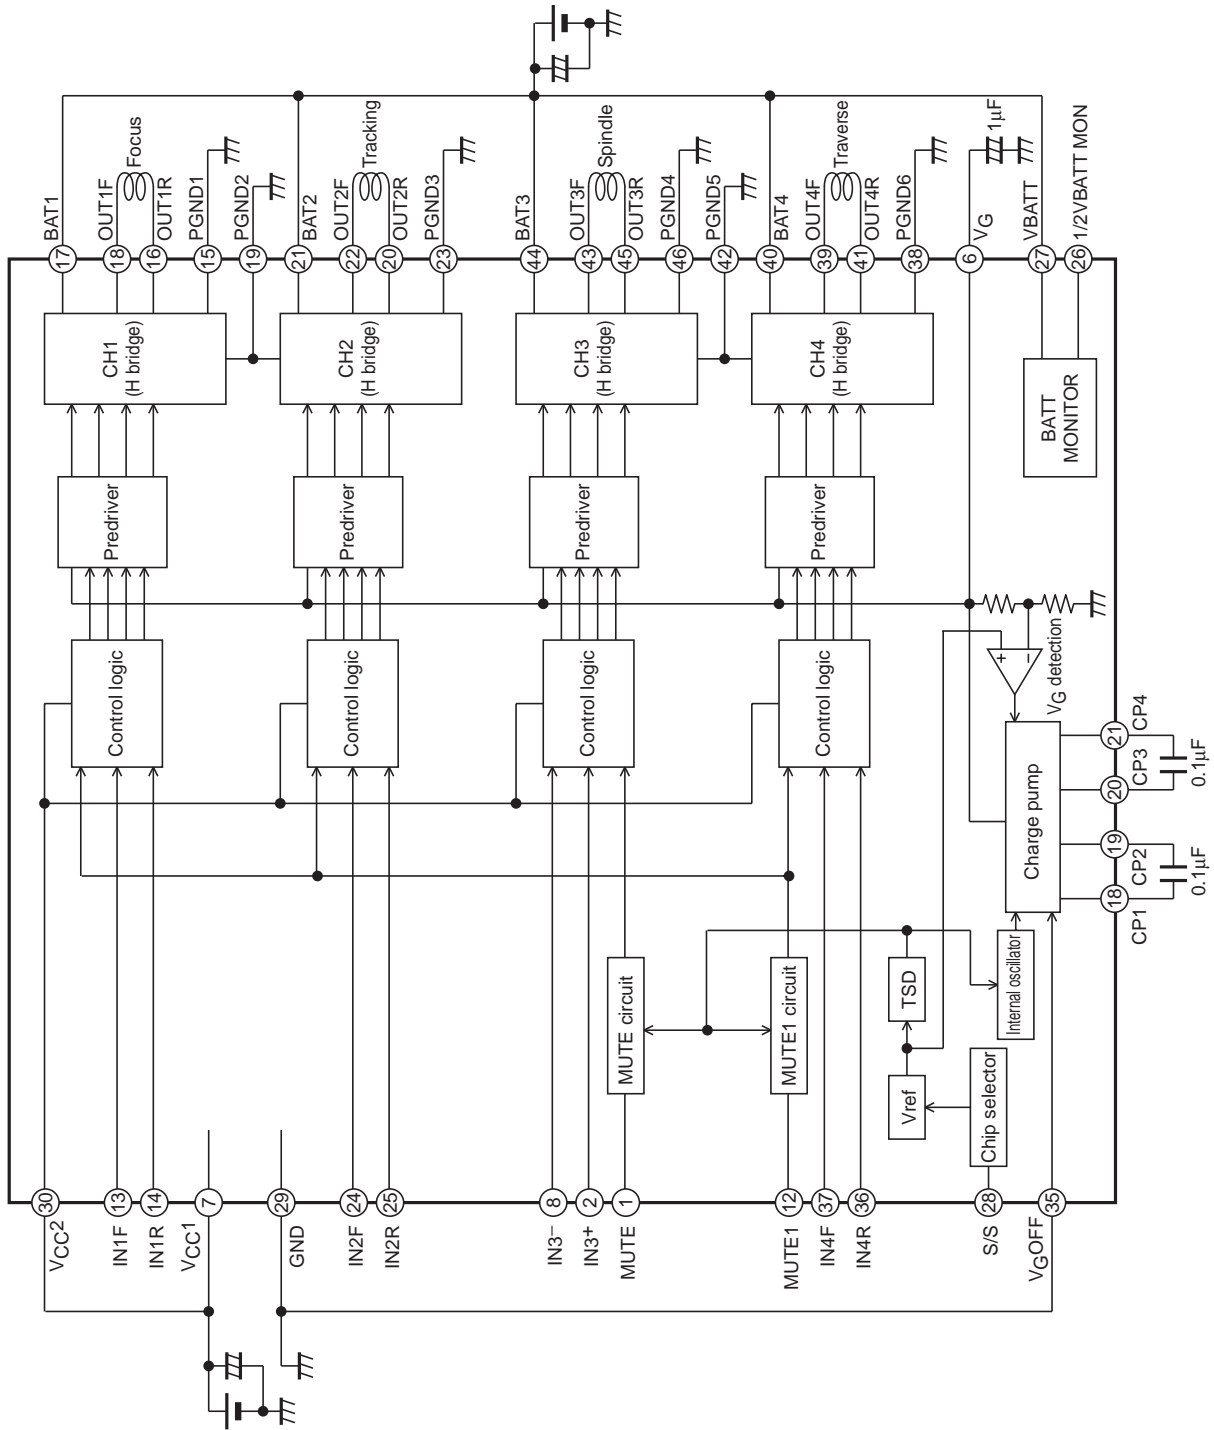 BAT1
OUT1F
Focus
OUT1R
PGND1
PGND2
BAT2
OUT2F
Tracking
OUT2R
PGND3
BAT3
OUT3F
Spindle
OUT3R
PGND4
PGND5
BAT4
OUT4F
Traverse
OUT4R
PGND6
VG
1µF
VBATT
1/2VBATT MON
17
18
16
15
19
21
22
20
23
44
43
45
46
42
40
39
41
38
6
27
26
CH1
(H bridge)
CH2
(H bridge)
CH3
(H bridge)
CH4
(H bridge)
BATT
MONITOR
Predriver
Predriver
Predriver
Predriver
Control logic
Control logic
Control logic
Control logic
+
−
VG detection
Charge pump
21
CP4
20
CP3
0.1µF
19
CP2
18
CP1
0.1µF
MUTE circuit
MUTE1 circuit
TSD
Internal oscillator
Vref
Chip selector
30
13
14
7
29
24
25
8
2
1
12
37
36
28
35
VCC2
IN1F
IN1R
VCC1
GND
IN2F
IN2R
IN3−
IN3+
MUTE
MUTE1
IN4F
IN4R
S/S
VGOFF